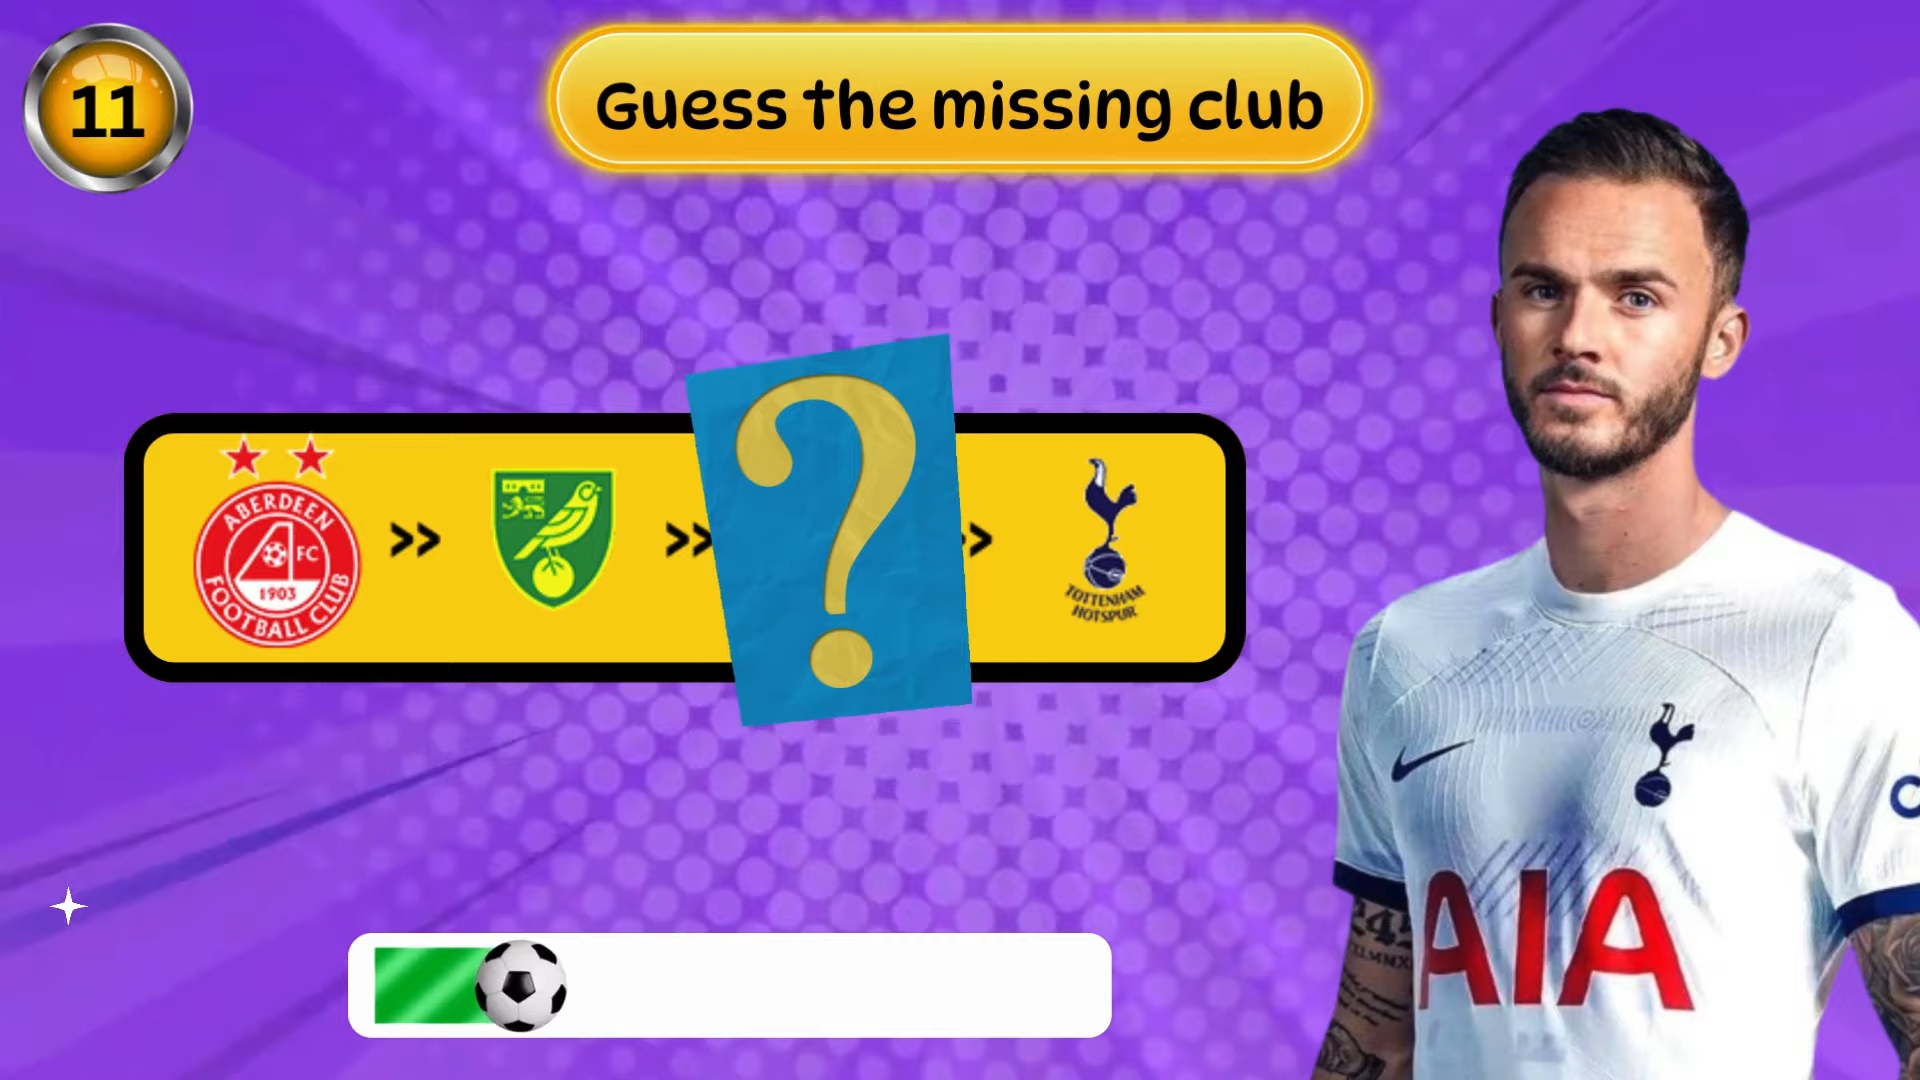 11
Guess the missing club
ABERDEEN
FC
1903
FOOTBALL CLUB
>>
>>
?
TOTTENHAM
HOTSPUR
AIA